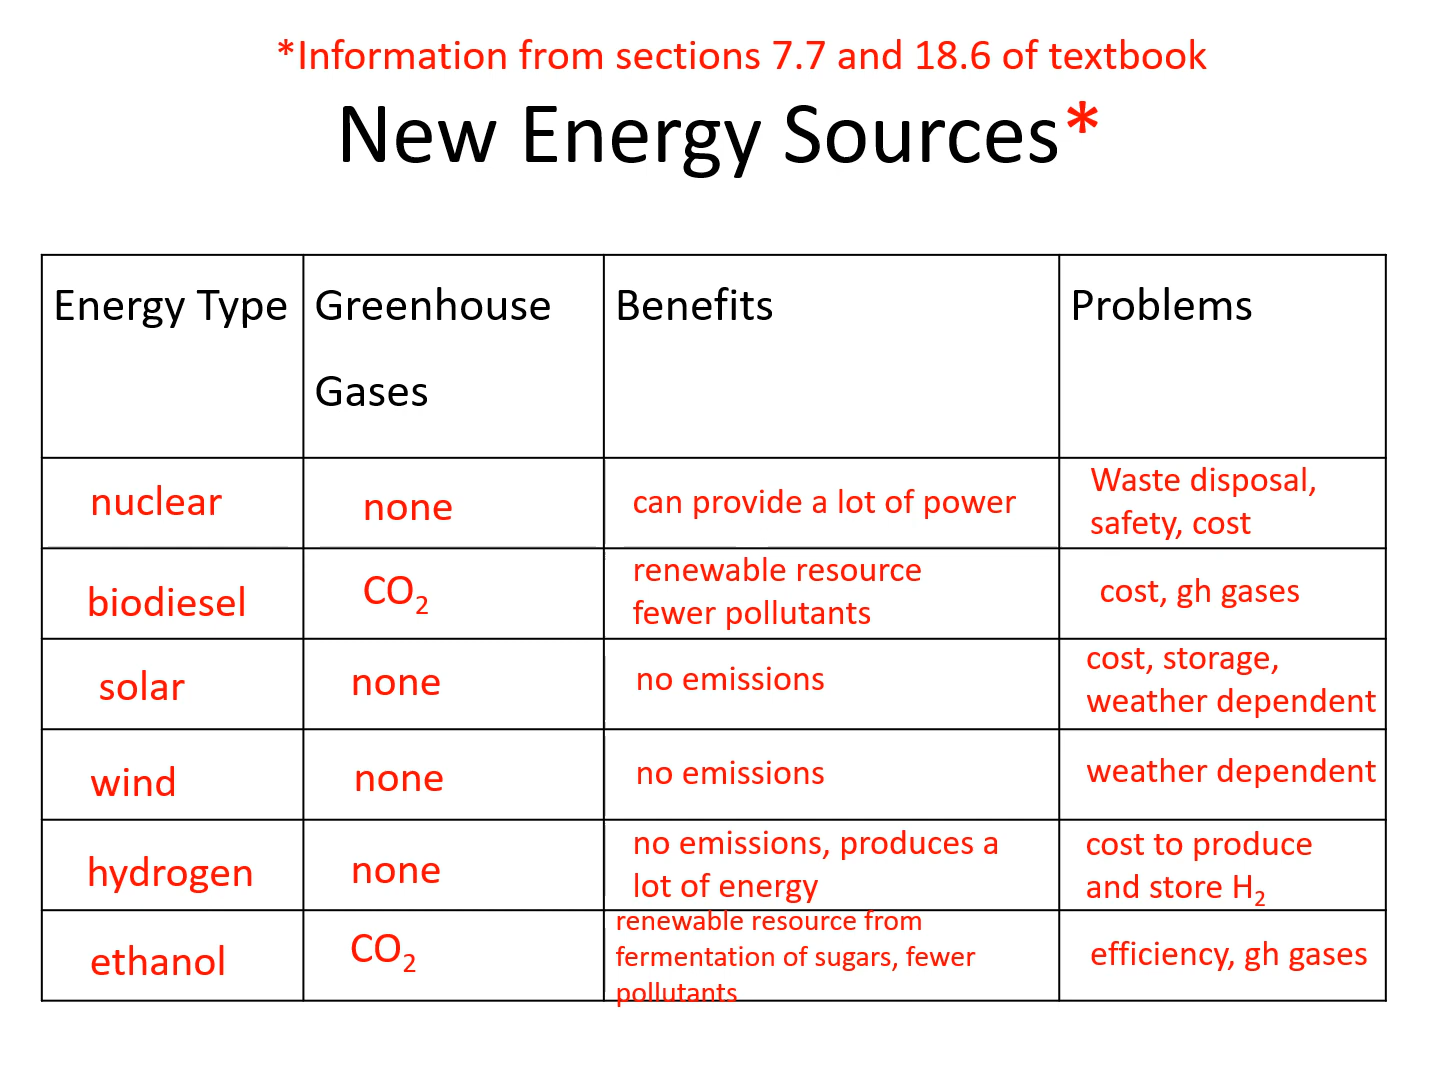 *Information from sections 7.7 and 18.6 of textbook
New Energy Sources*
Energy Type
Greenhouse
Gases
Benefits
Problems
nuclear
none
can provide a lot of power
Waste disposal,
safety, cost
biodiesel
CO₂
renewable resource
fewer pollutants
cost, gh gases
solar
none
no emissions
cost, storage,
weather dependent
wind
none
no emissions
weather dependent
hydrogen
none
no emissions, produces a
lot of energy
cost to produce
and store H₂
ethanol
CO₂
renewable resource from
fermentation of sugars, fewer
pollutants
efficiency, gh gases